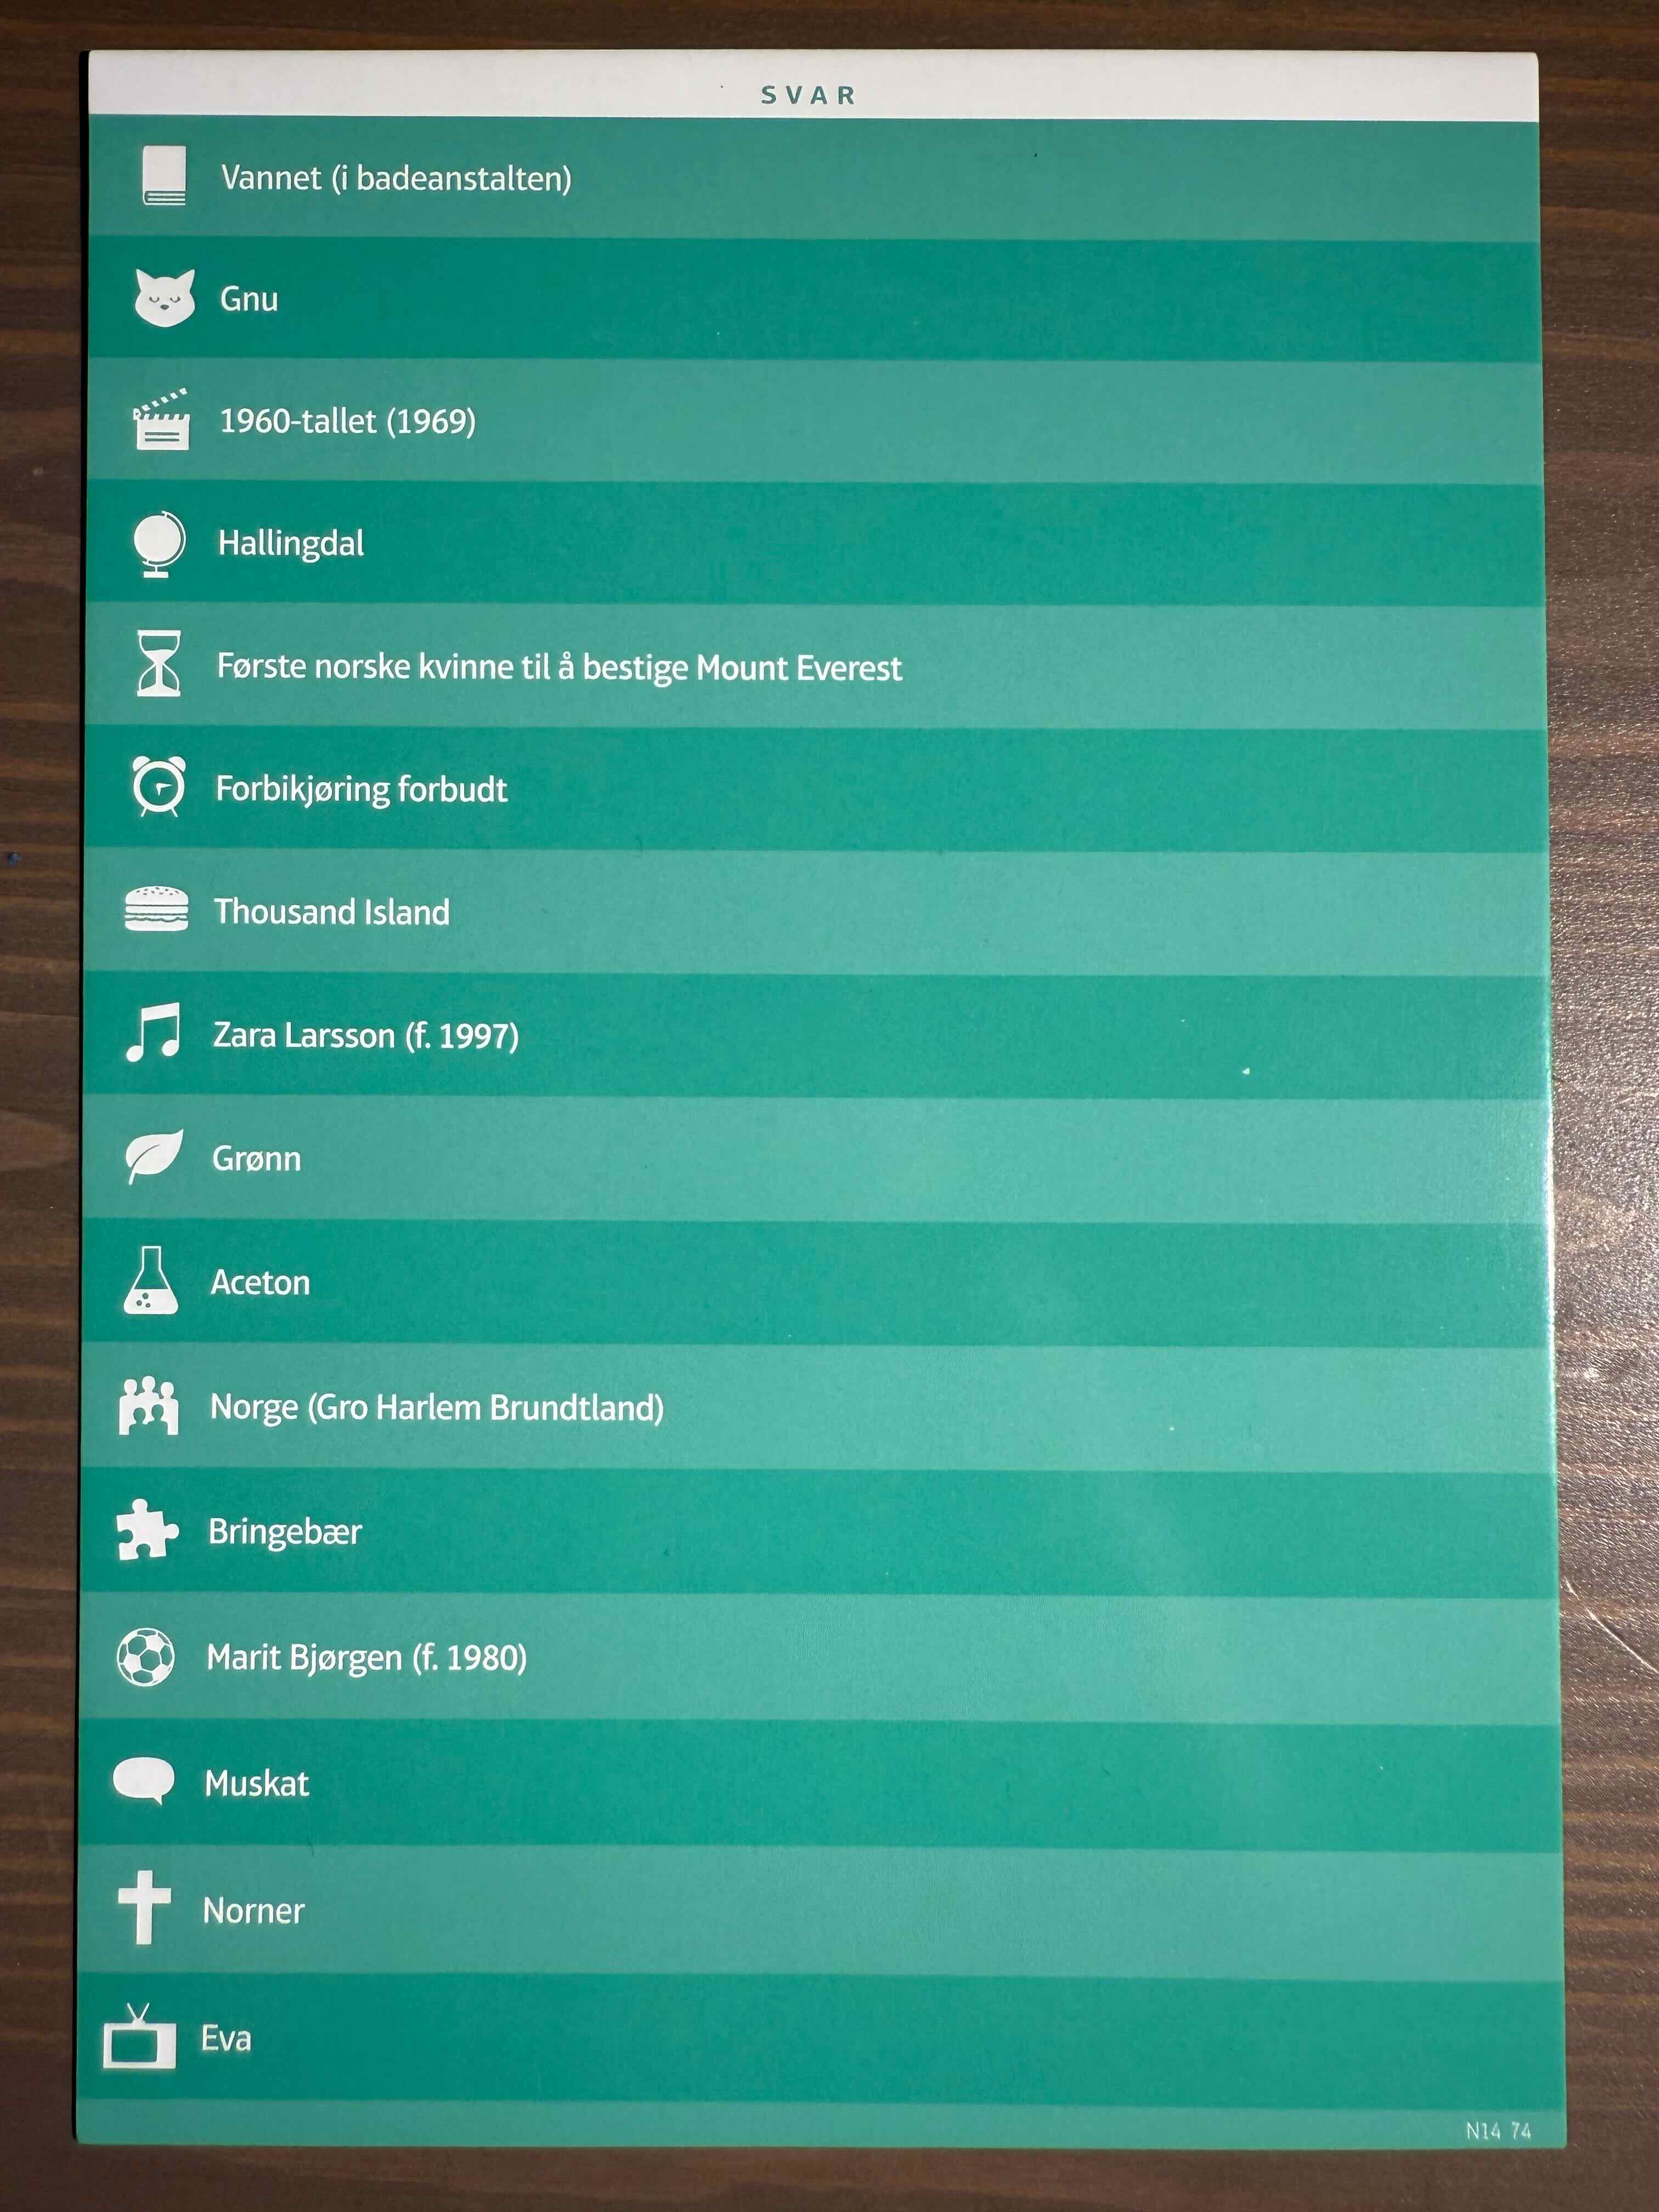 SVAR
Vannet (i badeanstalten)
Gnu
1960-tallet (1969)
Hallingdal
Første norske kvinne til å bestige Mount Everest
Forbikjøring forbudt
Thousand Island
Zara Larsson (f. 1997)
Grønn
Aceton
Norge (Gro Harlem Brundtland)
Bringebær
Marit Bjørgen (f. 1980)
Muskat
Norner
Eva
N14 74